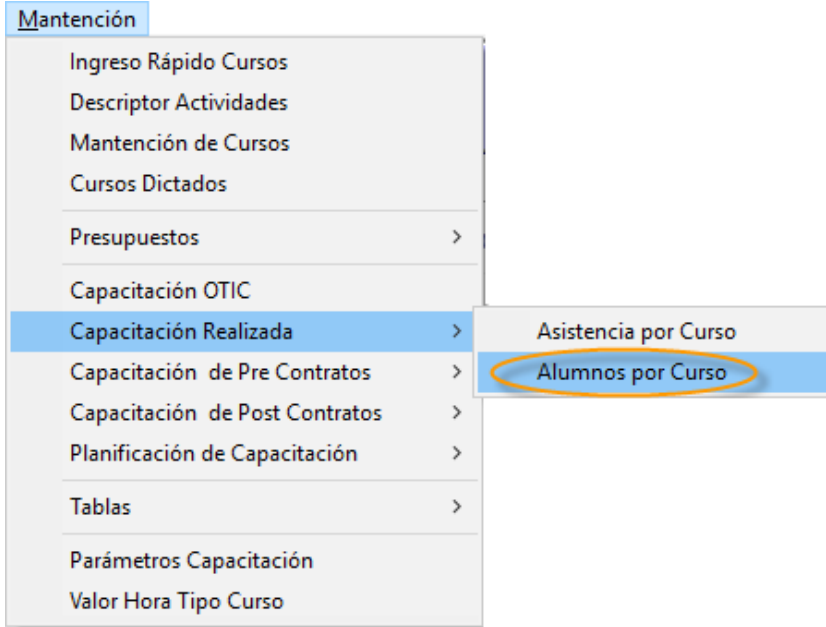 Mantención
Ingreso Rápido Cursos
Descriptor Actividades
Mantención de Cursos
Cursos Dictados
Presupuestos
Capacitación OTIC
Capacitación Realizada
Asistencia por Curso
Alumnos por Curso
Capacitación  de Pre Contratos
Capacitación  de Post Contratos
Planificación de Capacitación
Tablas
Parámetros Capacitación
Valor Hora Tipo Curso